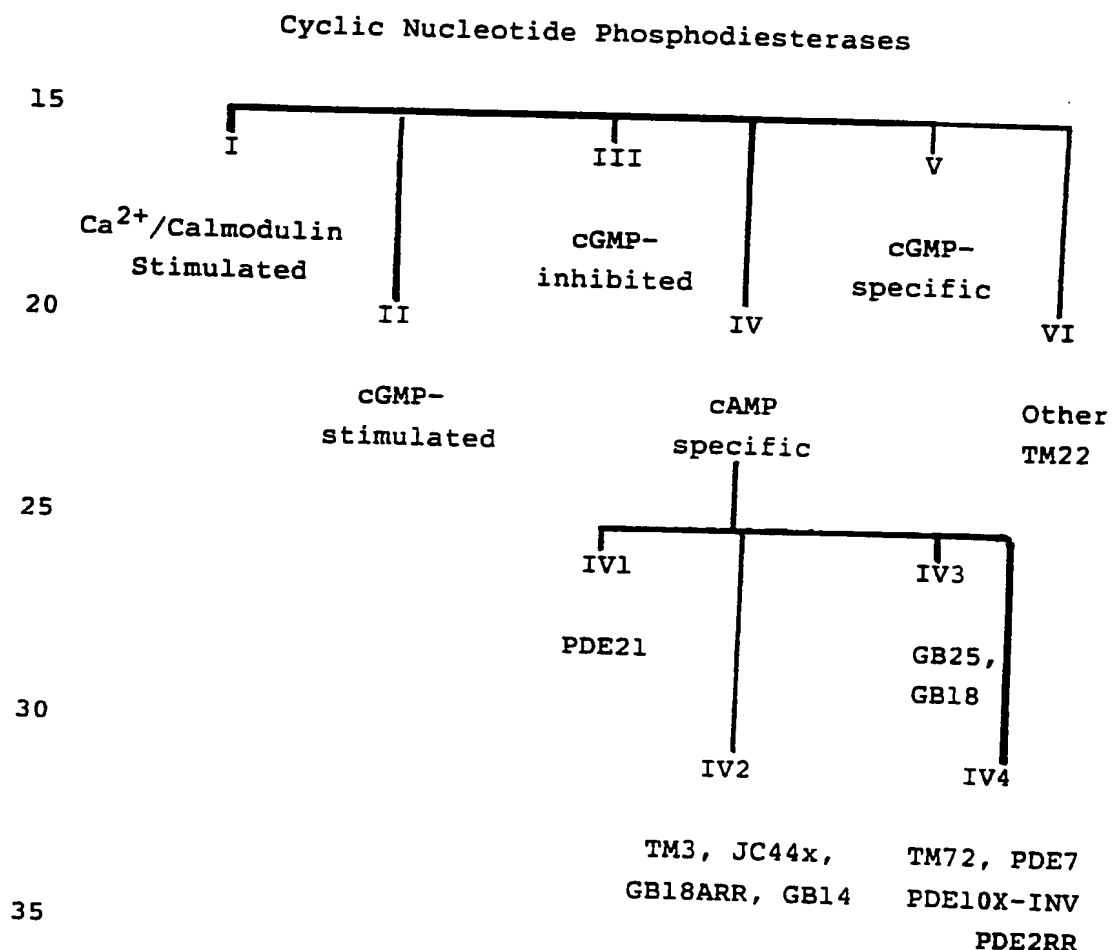 Cyclic Nucleotide Phosphodiesterases
15
I
III
V
Ca2+/Calmodulin
Stimulated
cGMP-
inhibited
cGMP-
specific
20
II
IV
VI
cGMP-
stimulated
cAMP
specific
Other
TM22
25
IV1
IV3
PDE21
GB25,
GB18
30
IV2
IV4
TM3, JC44x,
GB18ARR, GB14
TM72, PDE7
PDE10X-INV
PDE2RR
35